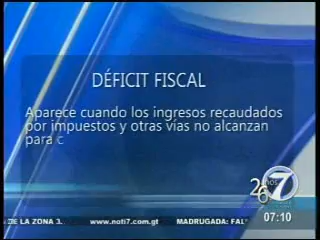 DÉFICIT FISCAL
Aparece cuando los ingresos recaudados
por impuestos y otras vías no alcanzan
para c
26 años 7
07:10
DE LA ZONA 3. www.noti7.com.gt MADRUGADA: